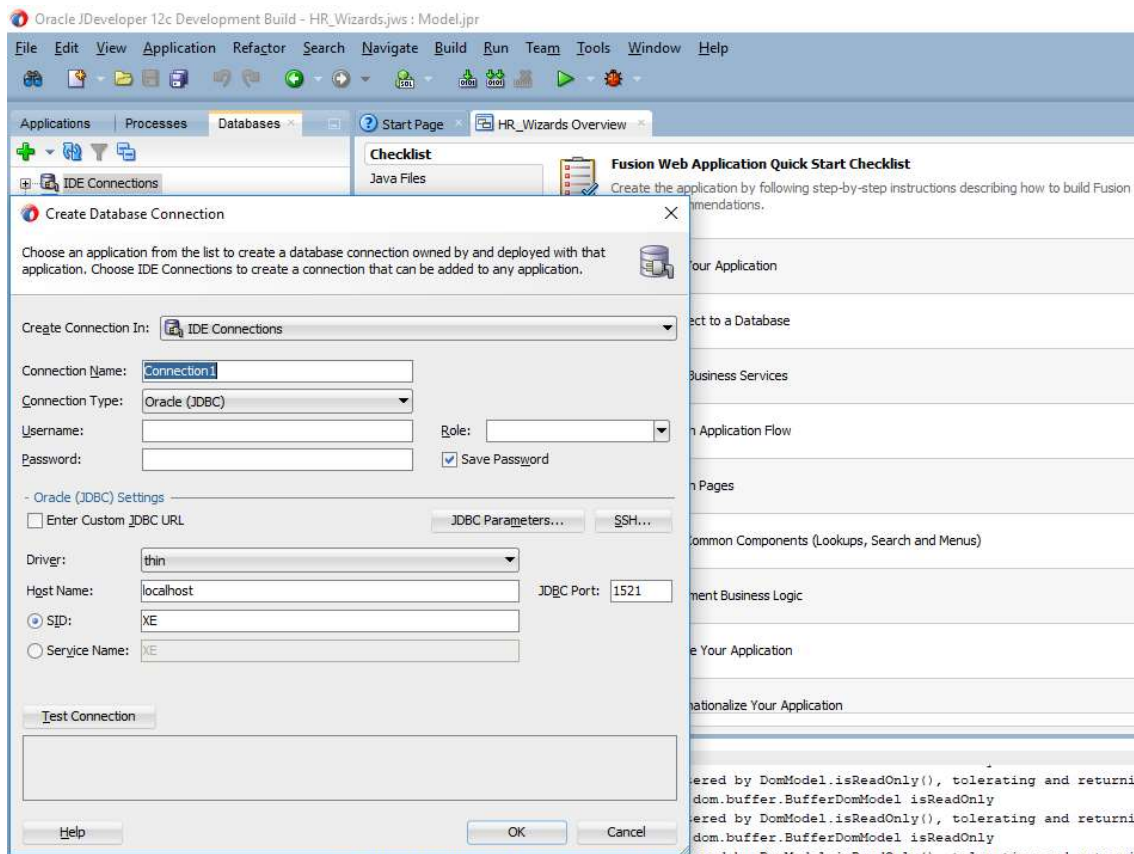 Oracle JDeveloper 12c Development Build - HR_Wizards.jws : Model.jpr
File Edit View Application Refactor Search Navigate Build Run Team Tools Window Help
Applications Processes Databases Start Page HR_Wizards Overview
IDE Connections
Checklist
Java Files
Fusion Web Application Quick Start Checklist
Create the application by following step-by-step instructions describing how to build Fusion
mmendations.
Create Database Connection
Choose an application from the list to create a database connection owned by and deployed with that
application. Choose IDE Connections to create a connection that can be added to any application.
Create Connection In: IDE Connections
Connection Name: Connection1
Connection Type: Oracle (JDBC)
Username: Role:
Password: Save Password
- Oracle (JDBC) Settings
Enter Custom JDBC URL JDBC Parameters... SSH...
Driver: thin
Host Name: localhost JDBC Port: 1521
SID: XE
Service Name: XE
Test Connection
Help OK Cancel
our Application
ect to a Database
Business Services
n Application Flow
n Pages
Common Components (Lookups, Search and Menus)
ment Business Logic
e Your Application
nationalize Your Application
ered by DomModel.isReadOnly(), tolerating and returni
dom.buffer.BufferDomModel isReadOnly
ered by DomModel.isReadOnly(), tolerating and returni
dom.buffer.BufferDomModel isReadOnly